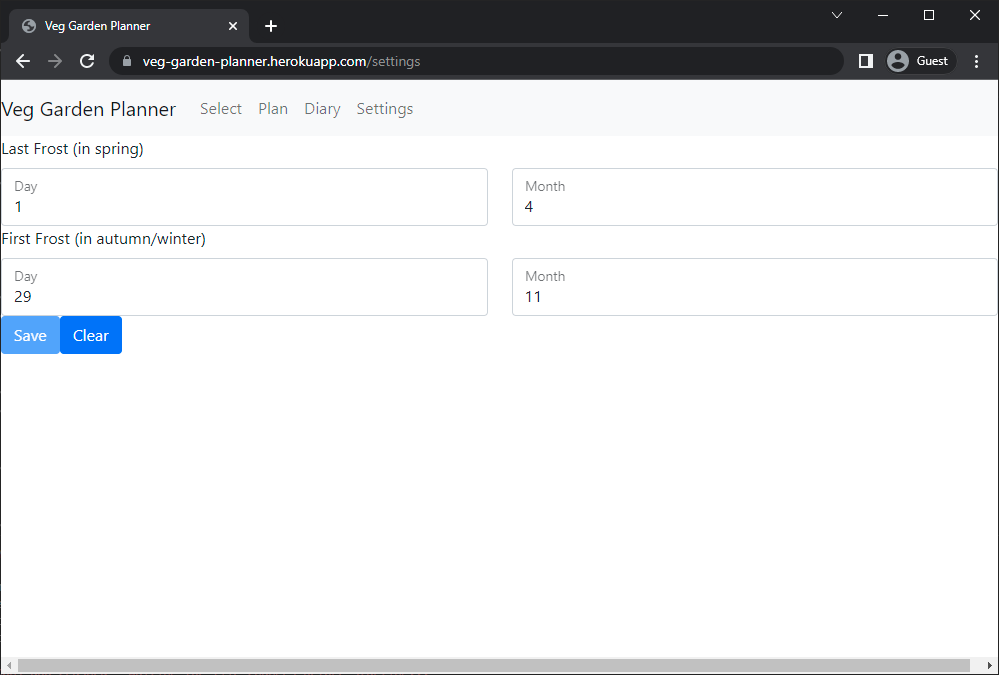 Veg Garden Planner
veg-garden-planner.herokuapp.com/settings
Guest
Veg Garden Planner Select Plan Diary Settings
Last Frost (in spring)
Day Month
1 4
First Frost (in autumn/winter)
Day Month
29 11
Save Clear